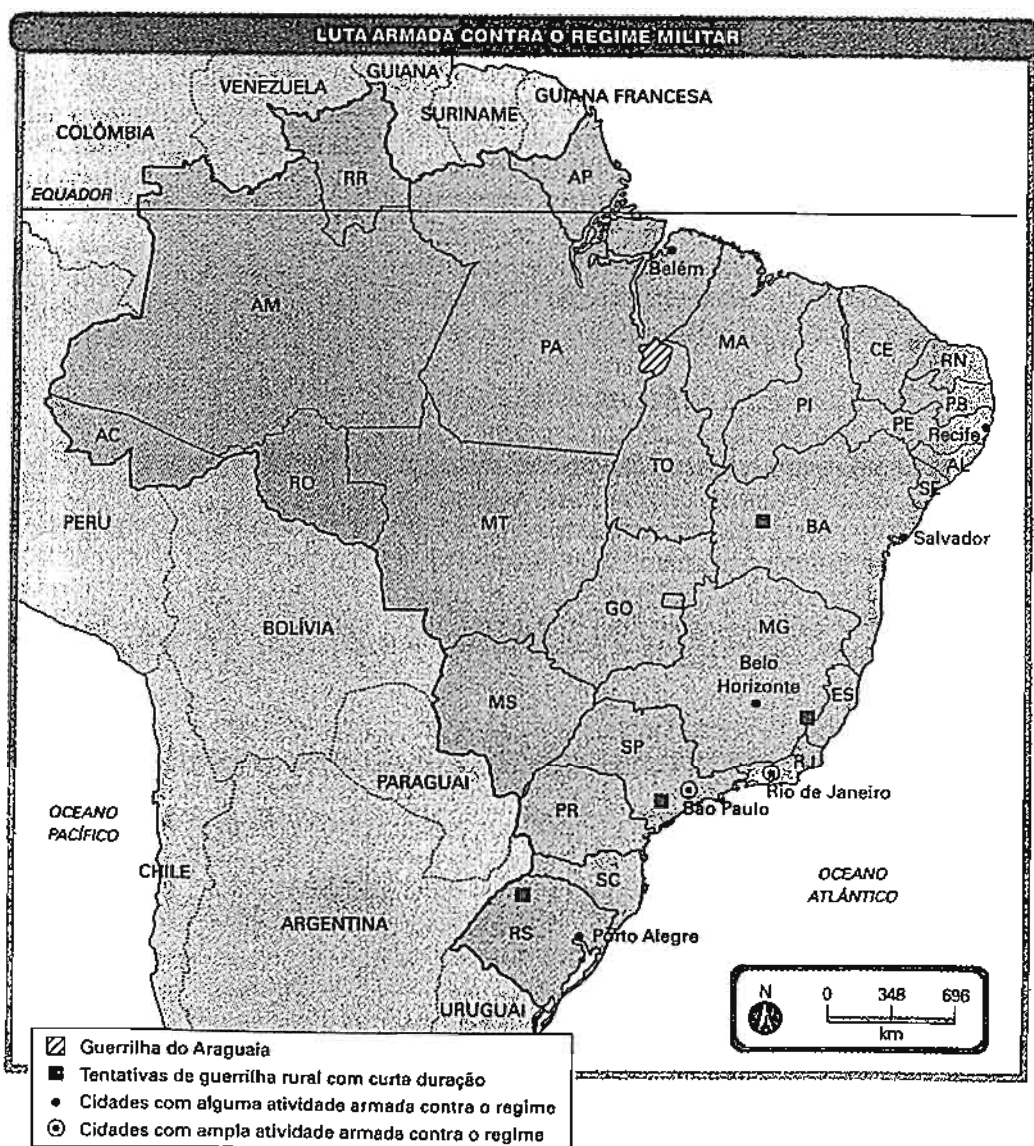 LUTA ARMADA CONTRA O REGIME MILITAR
GUIANA
VENEZUELA
GUIANA FRANCESA
SURINAME
COLÔMBIA
RR
AP
EQUADOR
Belém
AM
PA
MA
CE
RN
PI
PB
PE
Recife
AC
TO
AL
SE
RO
PERU
MT
BA
Salvador
GO
BOLÍVIA
MG
Belo
Horizonte
ES
MS
SP
RJ
PARAGUAI
Rio de Janeiro
São Paulo
OCEANO
PACÍFICO
PR
CHILE
SC
OCEANO
ATLÂNTICO
ARGENTINA
RS
Porto Alegre
URUGUAI
N
0 348 696
km
Guerrilha do Araguaia
Tentativas de guerrilha rural com curta duração
Cidades com alguma atividade armada contra o regime
Cidades com ampla atividade armada contra o regime